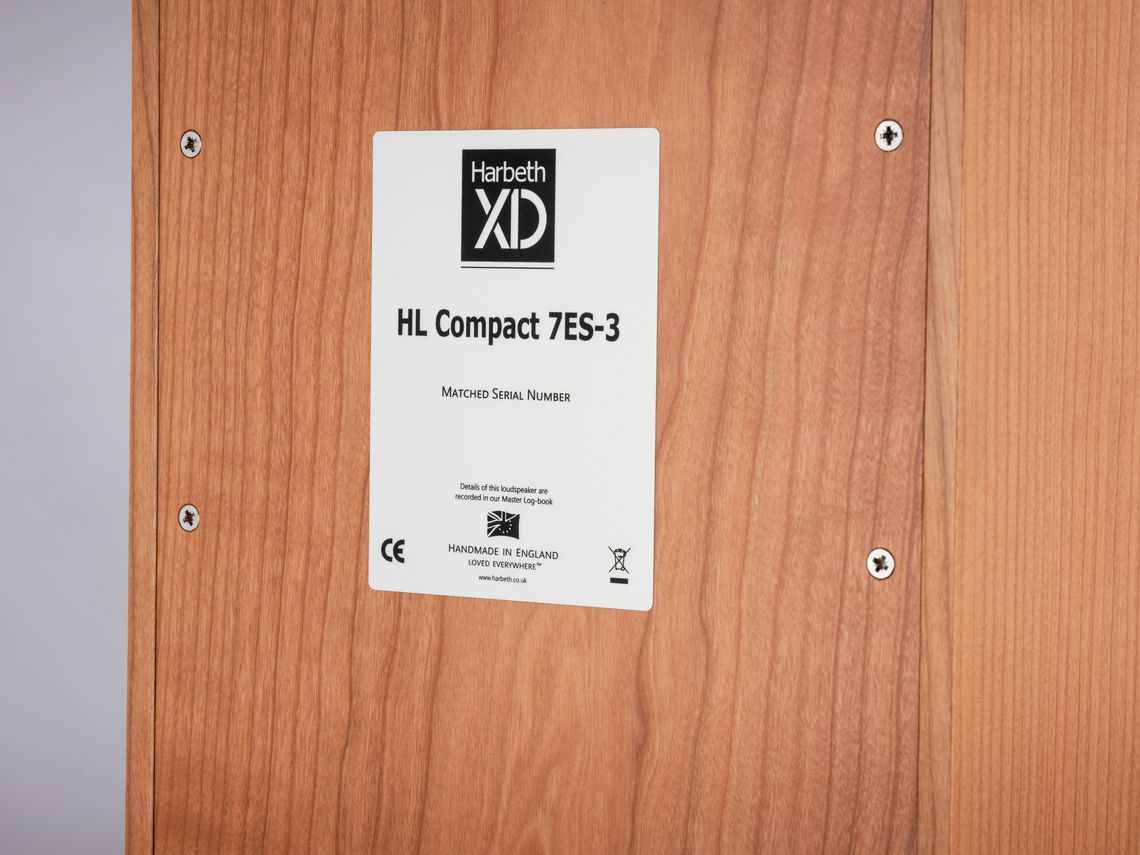 Harbeth
XD
HL Compact 7ES-3
MATCHED SERIAL NUMBER
Details of this loudspeaker are
recorded in our Master Log-book
CE
HANDMADE IN ENGLAND
LOVED EVERYWHERE™
www.harbeth.co.uk